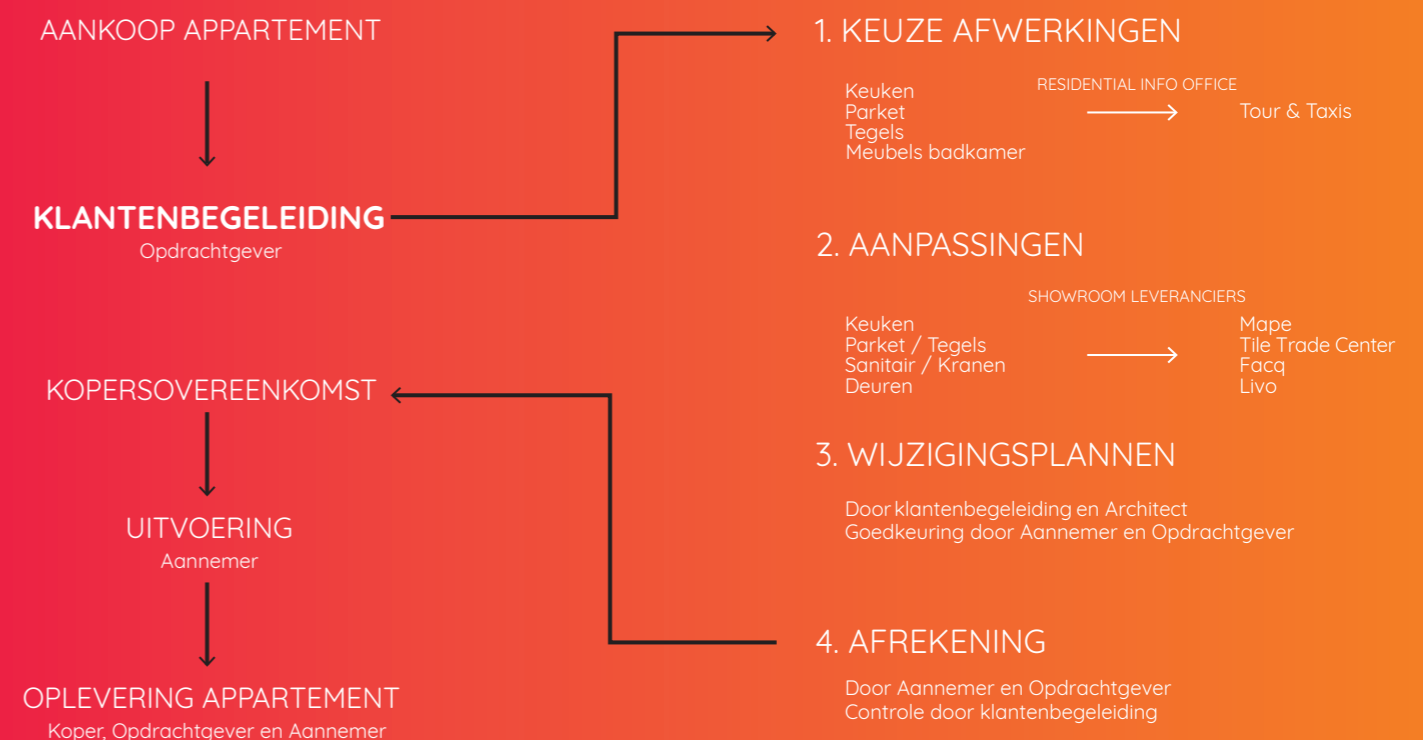 AANKOOP APPARTEMENT
KLANTENBEGELEIDING
Opdrachtgever
KOPERSOVEREENKOMST
UITVOERING
Aannemer
OPLEVERING APPARTEMENT
Koper, Opdrachtgever en Aannemer
1. KEUZE AFWERKINGEN
Keuken
Parket
Tegels
Meubels badkamer
RESIDENTIAL INFO OFFICE
Tour & Taxis
2. AANPASSINGEN
SHOWROOM LEVERANCIERS
Keuken
Parket / Tegels
Sanitair / Kranen
Deuren
Mape
Tile Trade Center
Facq
Livo
3. WIJZIGINGSPLANNEN
Door klantenbegeleiding en Architect
Goedkeuring door Aannemer en Opdrachtgever
4. AFREKENING
Door Aannemer en Opdrachtgever
Controle door klantenbegeleiding